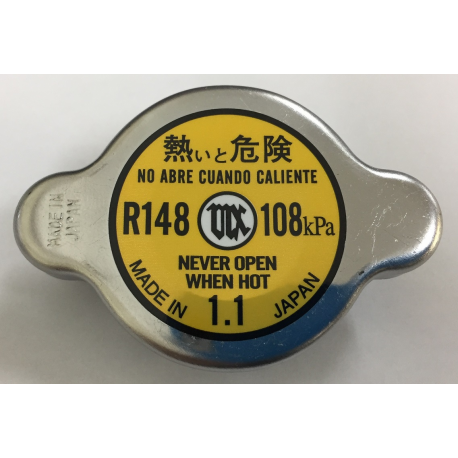 熱いと危険
NO ABRE CUANDO CALIENTE
R148 108kPa
NEVER OPEN
WHEN HOT
MADE IN 1.1 JAPAN
MADE IN
JAPAN